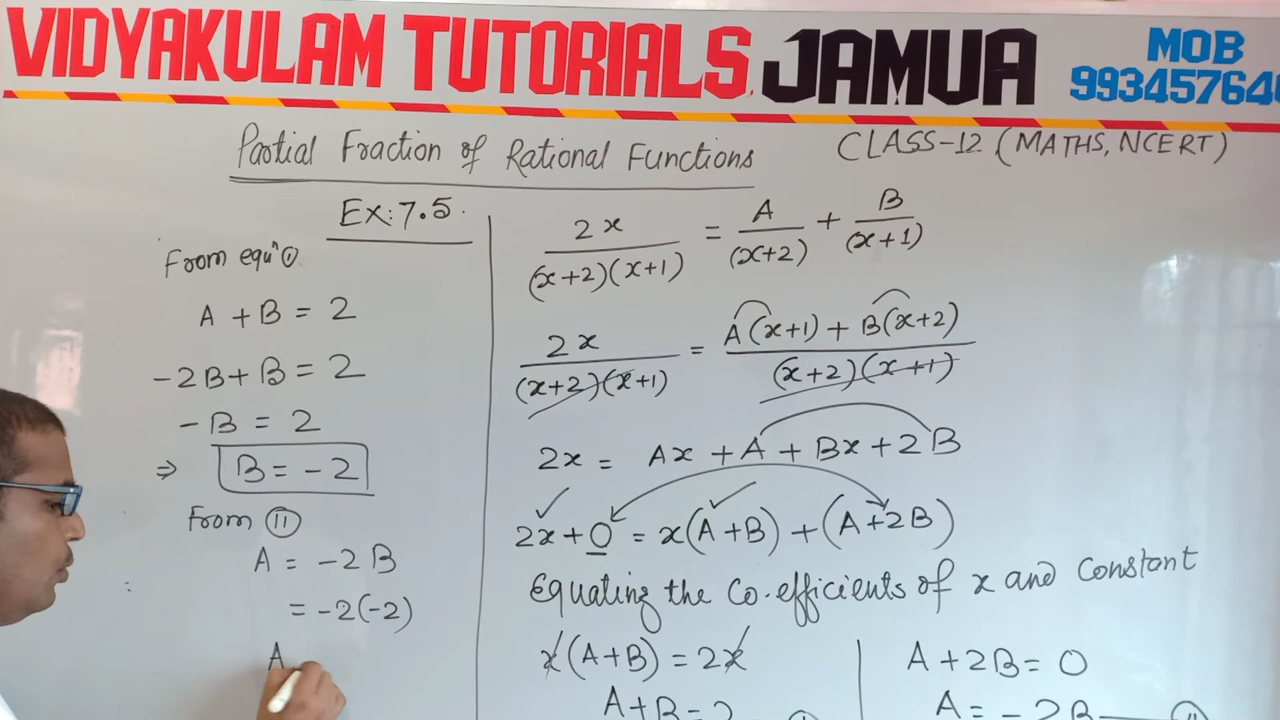 VIDYAKULAM TUTORIALS. JAMUA
MOB
993457640
Partial Fraction of Rational Functions
CLASS-12 (MATHS, NCERT)
Ex: 7.5.
From equⁿ ①
A + B = 2
-2B + B = 2
-B = 2
⇒ B = -2
From ⑪
A = -2B
= -2(-2)
A
2x / (x+2)(x+1) = A / (x+2) + B / (x+1)
2x / (x+2)(x+1) = A(x+1) + B(x+2) / (x+2)(x+1)
2x = Ax + A + Bx + 2B
2x + 0 = x(A+B) + (A+2B)
Equating the Co-efficients of x and Constant
x(A+B) = 2x
A+B=2
A+2B=0
A = -2B